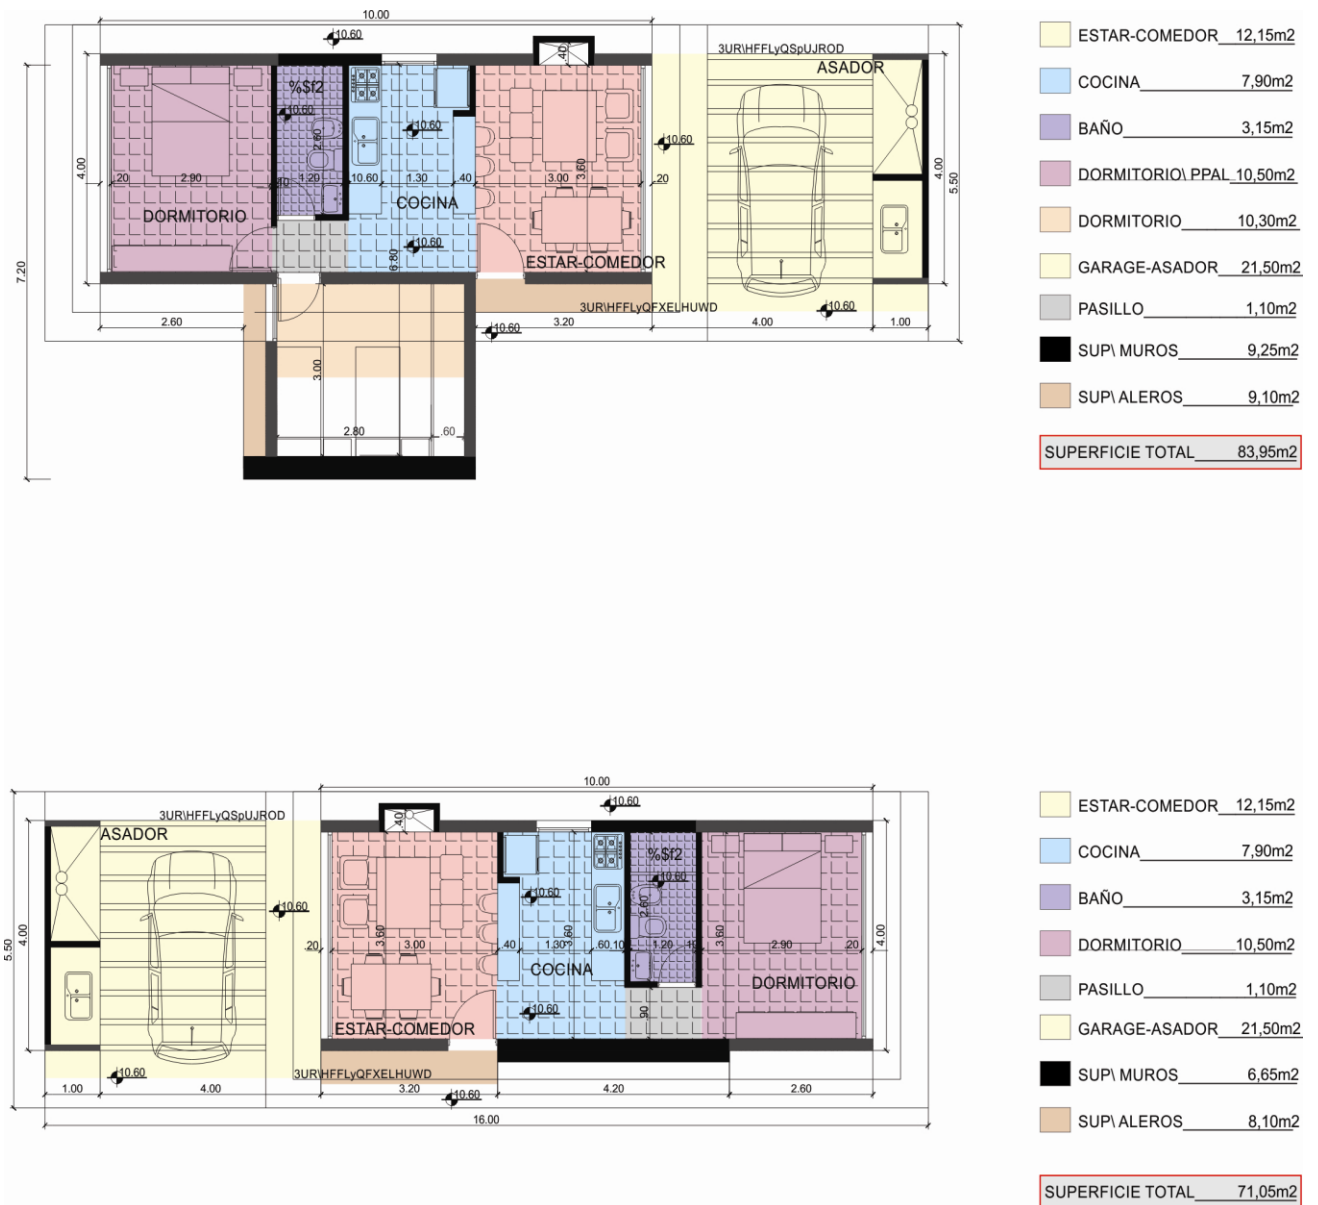 10.00
10.60
.40
3UR\HFFLyQSpUJROD
ASADOR
%$f2
10.60
10.60
10.60
2.60
3.60
4.00
7.20
4.00
5.50
.20
2.90
.10
1.20
10.60
1.30
.40
3.00
.20
DORMITORIO
COCINA
10.60
6.80
ESTAR-COMEDOR
3UR\HFFLyQFXELHUWD
10.60
10.60
2.60
3.20
4.00
1.00
3.00
2.80
.60
ESTAR-COMEDOR 12,15m2
COCINA 7,90m2
BAÑO 3,15m2
DORMITORIO\ PPAL 10,50m2
DORMITORIO 10,30m2
GARAGE-ASADOR 21,50m2
PASILLO 1,10m2
SUP\ MUROS 9,25m2
SUP\ ALEROS 9,10m2
SUPERFICIE TOTAL 83,95m2
10.00
10.60
.40
3UR\HFFLyQSpUJROD
ASADOR
%$f2
10.60
10.60
10.60
2.60
5.50
4.00
3.60
3.60
3.60
4.00
.20
3.00
.40
1.30
.60
.10
1.20
.10
2.90
.20
COCINA
DORMITORIO
10.60
.90
ESTAR-COMEDOR
3UR\HFFLyQFXELHUWD
10.60
10.60
1.00
4.00
3.20
4.20
2.60
16.00
ESTAR-COMEDOR 12,15m2
COCINA 7,90m2
BAÑO 3,15m2
DORMITORIO 10,50m2
PASILLO 1,10m2
GARAGE-ASADOR 21,50m2
SUP\ MUROS 6,65m2
SUP\ ALEROS 8,10m2
SUPERFICIE TOTAL 71,05m2